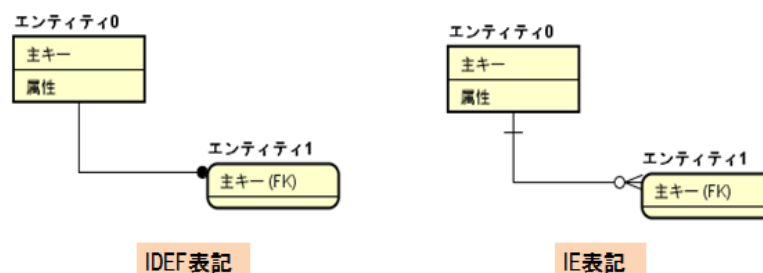 エンティティ0
主キー
属性
エンティティ1
主キー (FK)
IDEF表記
エンティティ0
主キー
属性
エンティティ1
主キー (FK)
IE表記